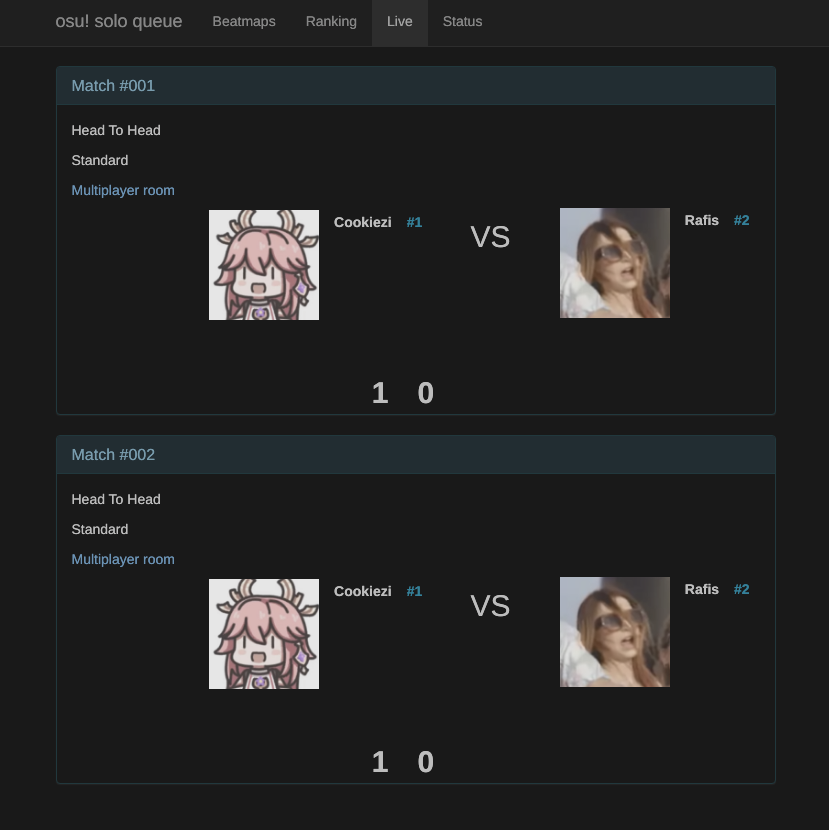 osu! solo queue Beatmaps Ranking Live Status
Match #001
Head To Head
Standard
Multiplayer room
Cookiezi #1 VS Rafis #2
1 0
Match #002
Head To Head
Standard
Multiplayer room
Cookiezi #1 VS Rafis #2
1 0